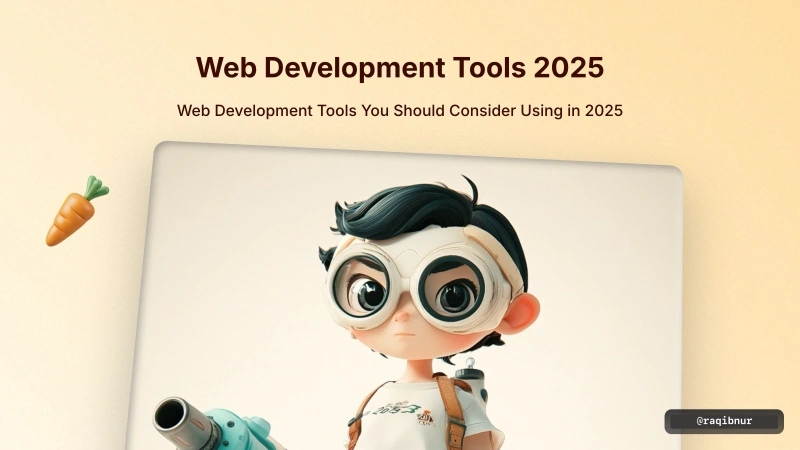 Web Development Tools 2025
Web Development Tools You Should Consider Using in 2025
@raqibnur